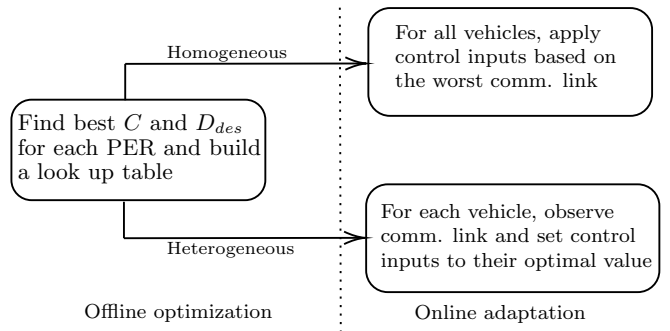 Homogeneous
For all vehicles, apply
control inputs based on
the worst comm. link
Find best C and D_des
for each PER and build
a look up table
For each vehicle, observe
comm. link and set control
inputs to their optimal value
Heterogeneous
Offline optimization
Online adaptation